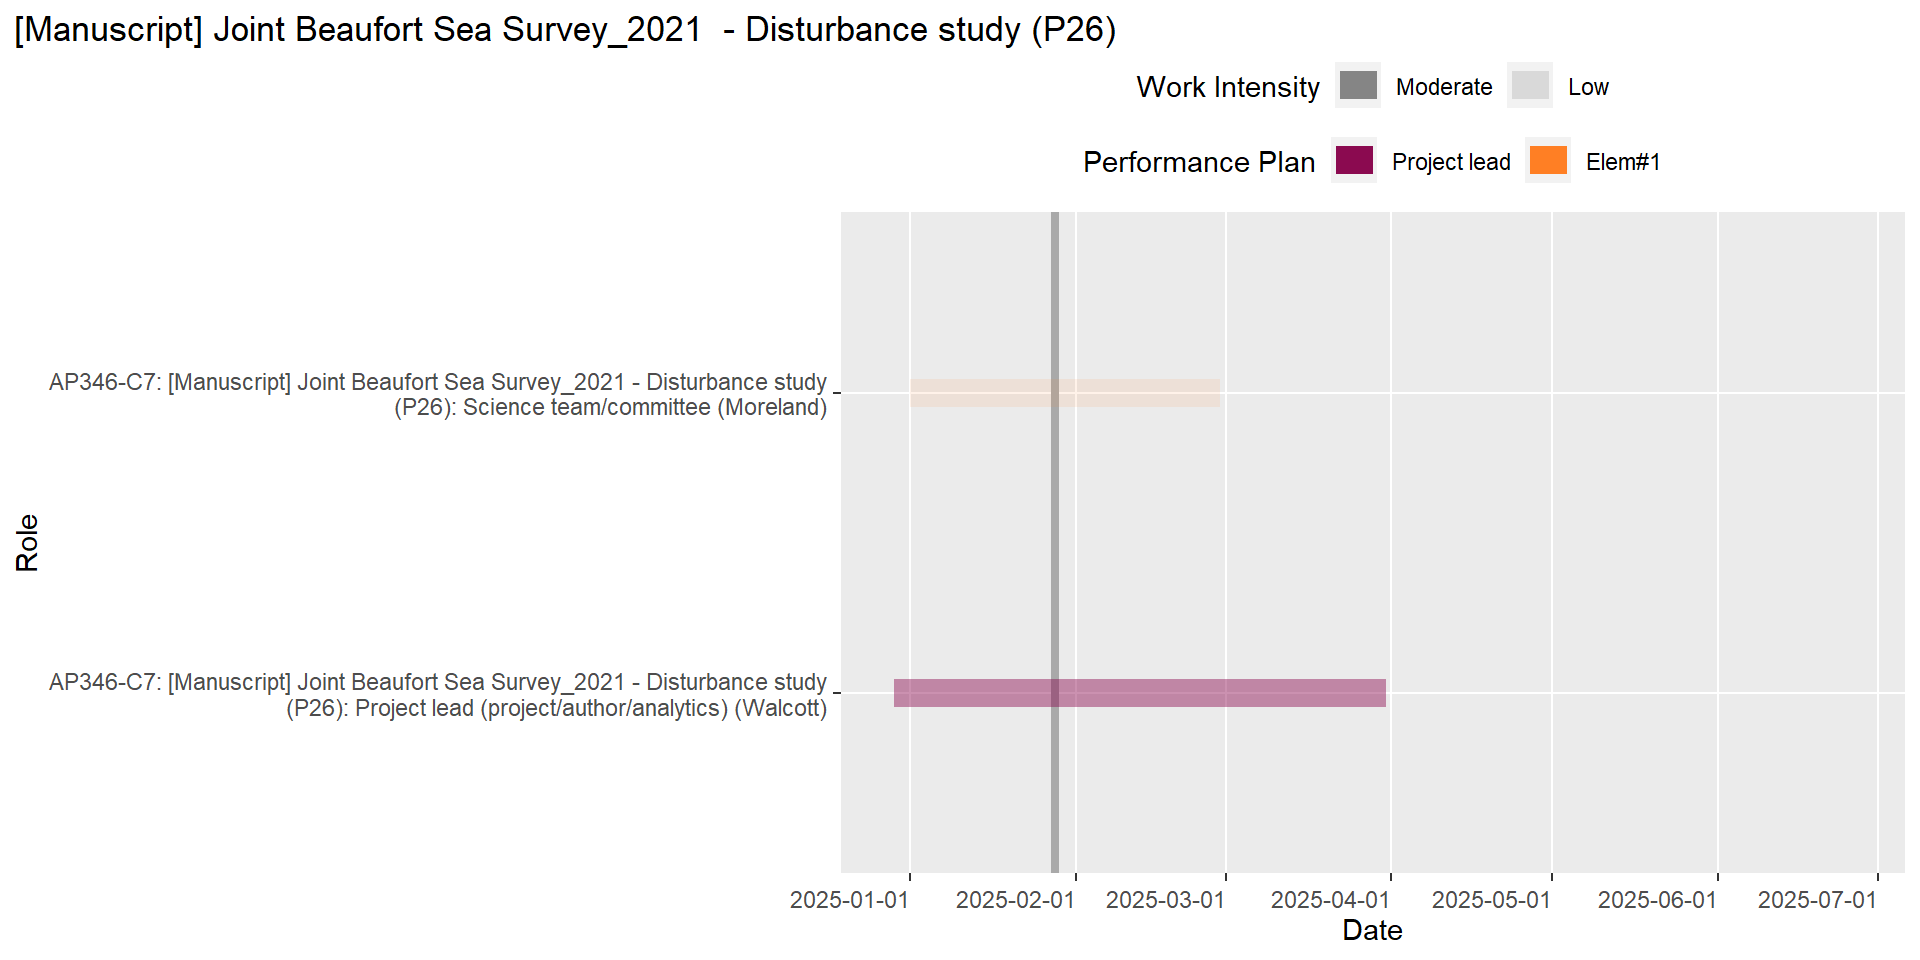 [Manuscript] Joint Beaufort Sea Survey_2021  - Disturbance study (P26)
Work Intensity Moderate Low
Performance Plan Project lead Elem#1
AP346-C7: [Manuscript] Joint Beaufort Sea Survey_2021 - Disturbance study
(P26): Science team/committee (Moreland)
Role
AP346-C7: [Manuscript] Joint Beaufort Sea Survey_2021 - Disturbance study
(P26): Project lead (project/author/analytics) (Walcott)
2025-01-01 2025-02-01 2025-03-01 2025-04-01 2025-05-01 2025-06-01 2025-07-01
Date